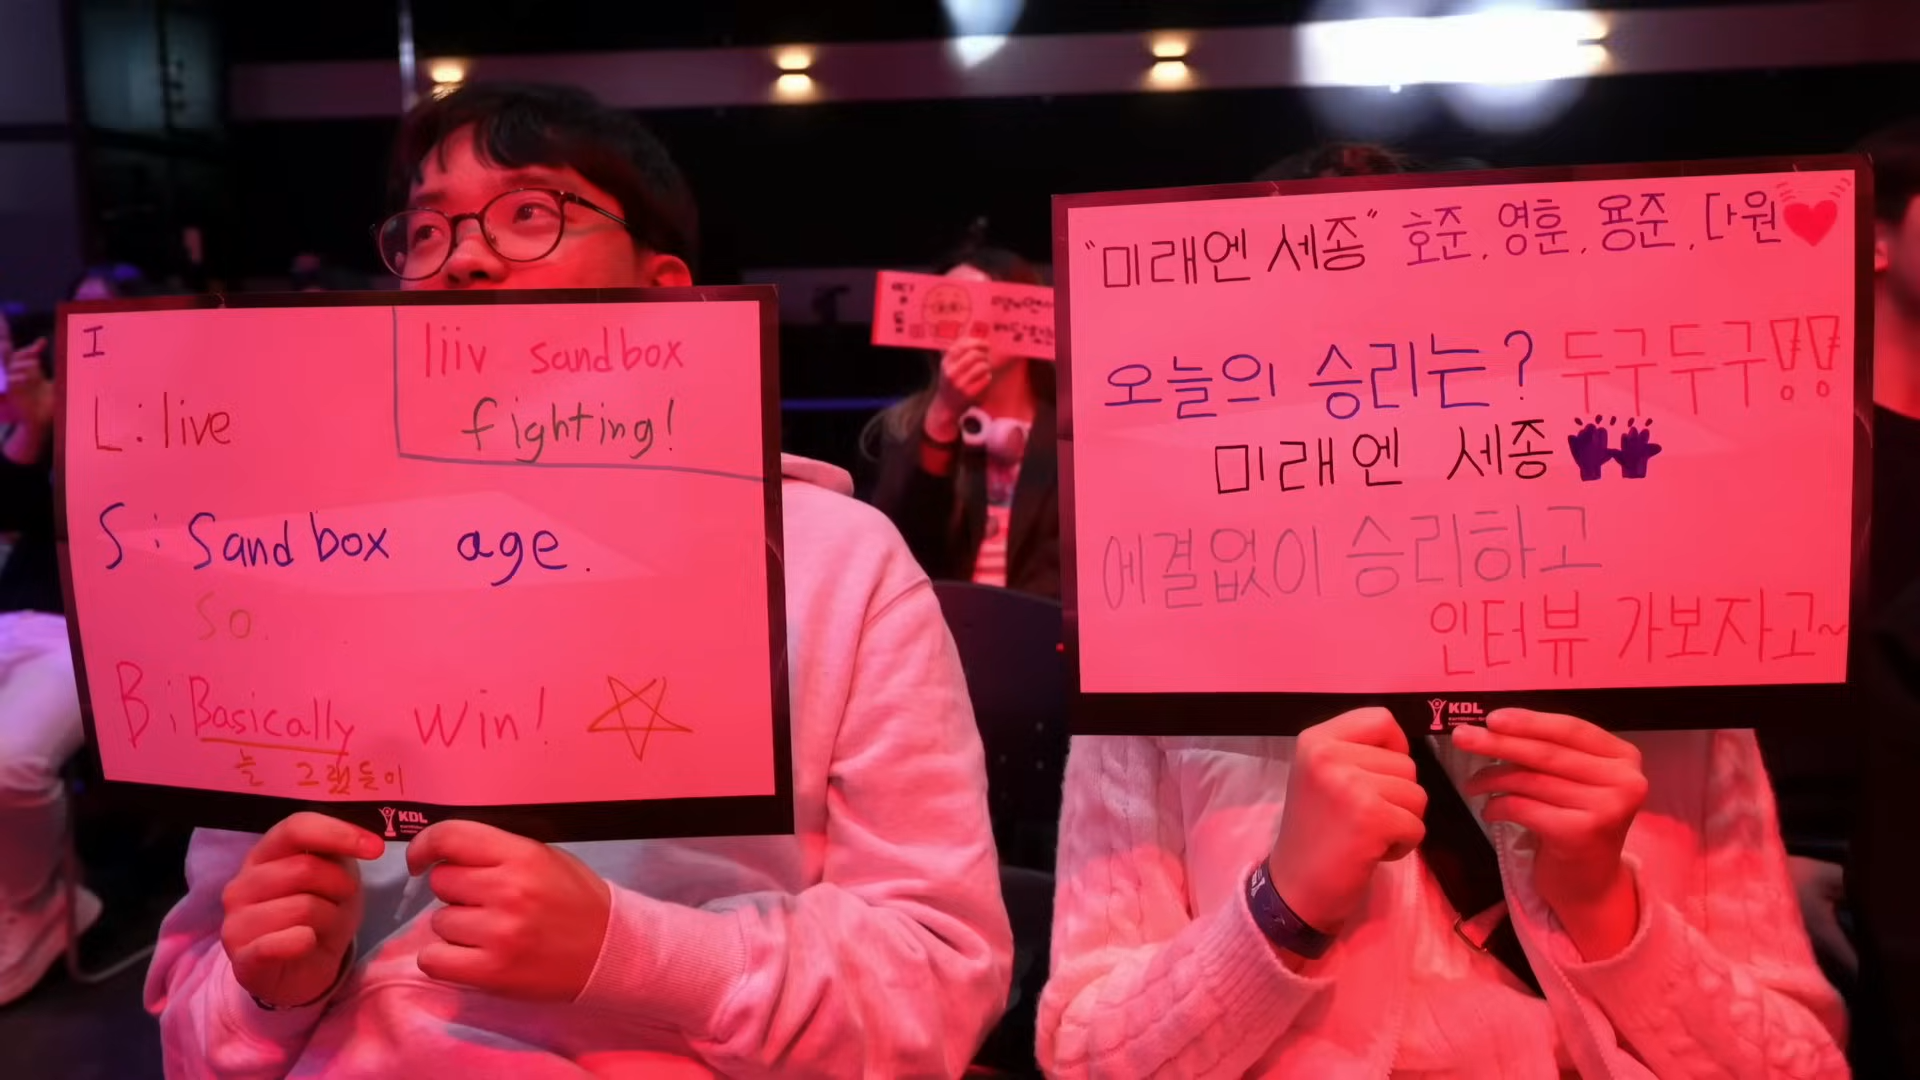 I
L : live
liiv sandbox
fighting!
S : Sandbox age.
so.
B : Basically win!
늘 그랬듯이
KDL
"미래엔 세종" 호준, 영훈, 용준, 다원
오늘의 승리는? 두구두구!!
미래엔 세종
에결없이 승리하고
인터뷰 가보자고~
KDL